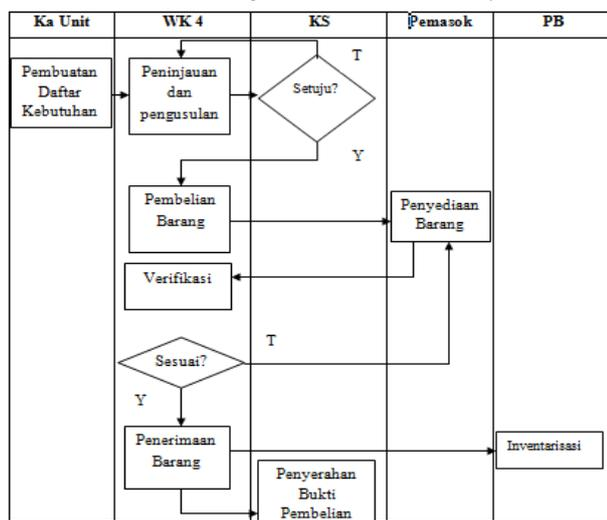 Ka Unit
WK 4
KS
Pemasok
PB
Pembuatan
Daftar
Kebutuhan
Peninjauan
dan
pengusulan
Setuju?
T
Y
Pembelian
Barang
Penyediaan
Barang
Verifikasi
Sesuai?
T
Y
Penerimaan
Barang
Inventarisasi
Penyerahan
Bukti
Pembelian